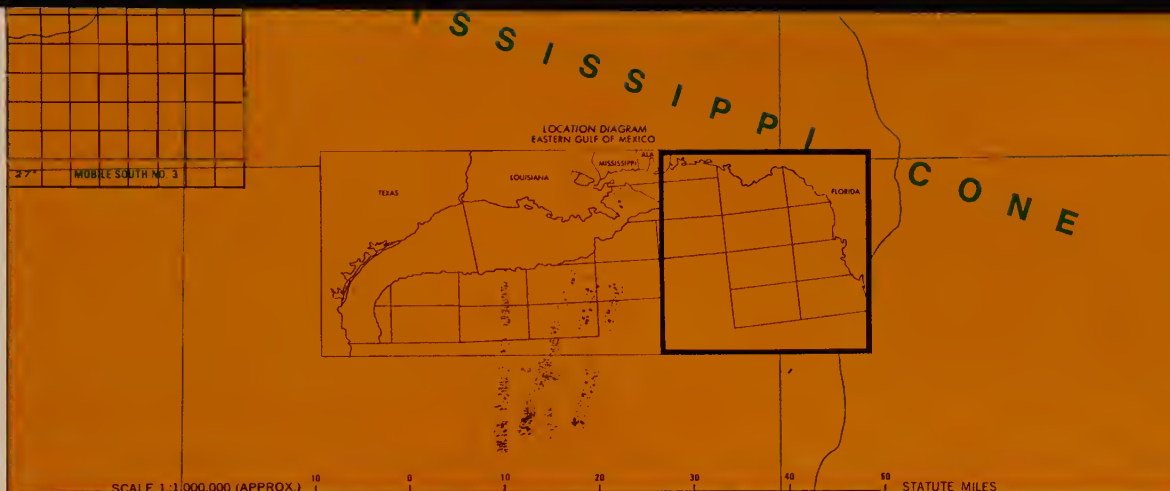 SSISSIPPI CONE
LOCATION DIAGRAM
EASTERN GULF OF MEXICO
27° MOBILE SOUTH NO. 3
TEXAS
LOUISIANA
MISSISSIPPI
ALA
FLORIDA
SCALE 1:1,000,000 (APPROX.)
10 0 10 20 30 40 50 STATUTE MILES